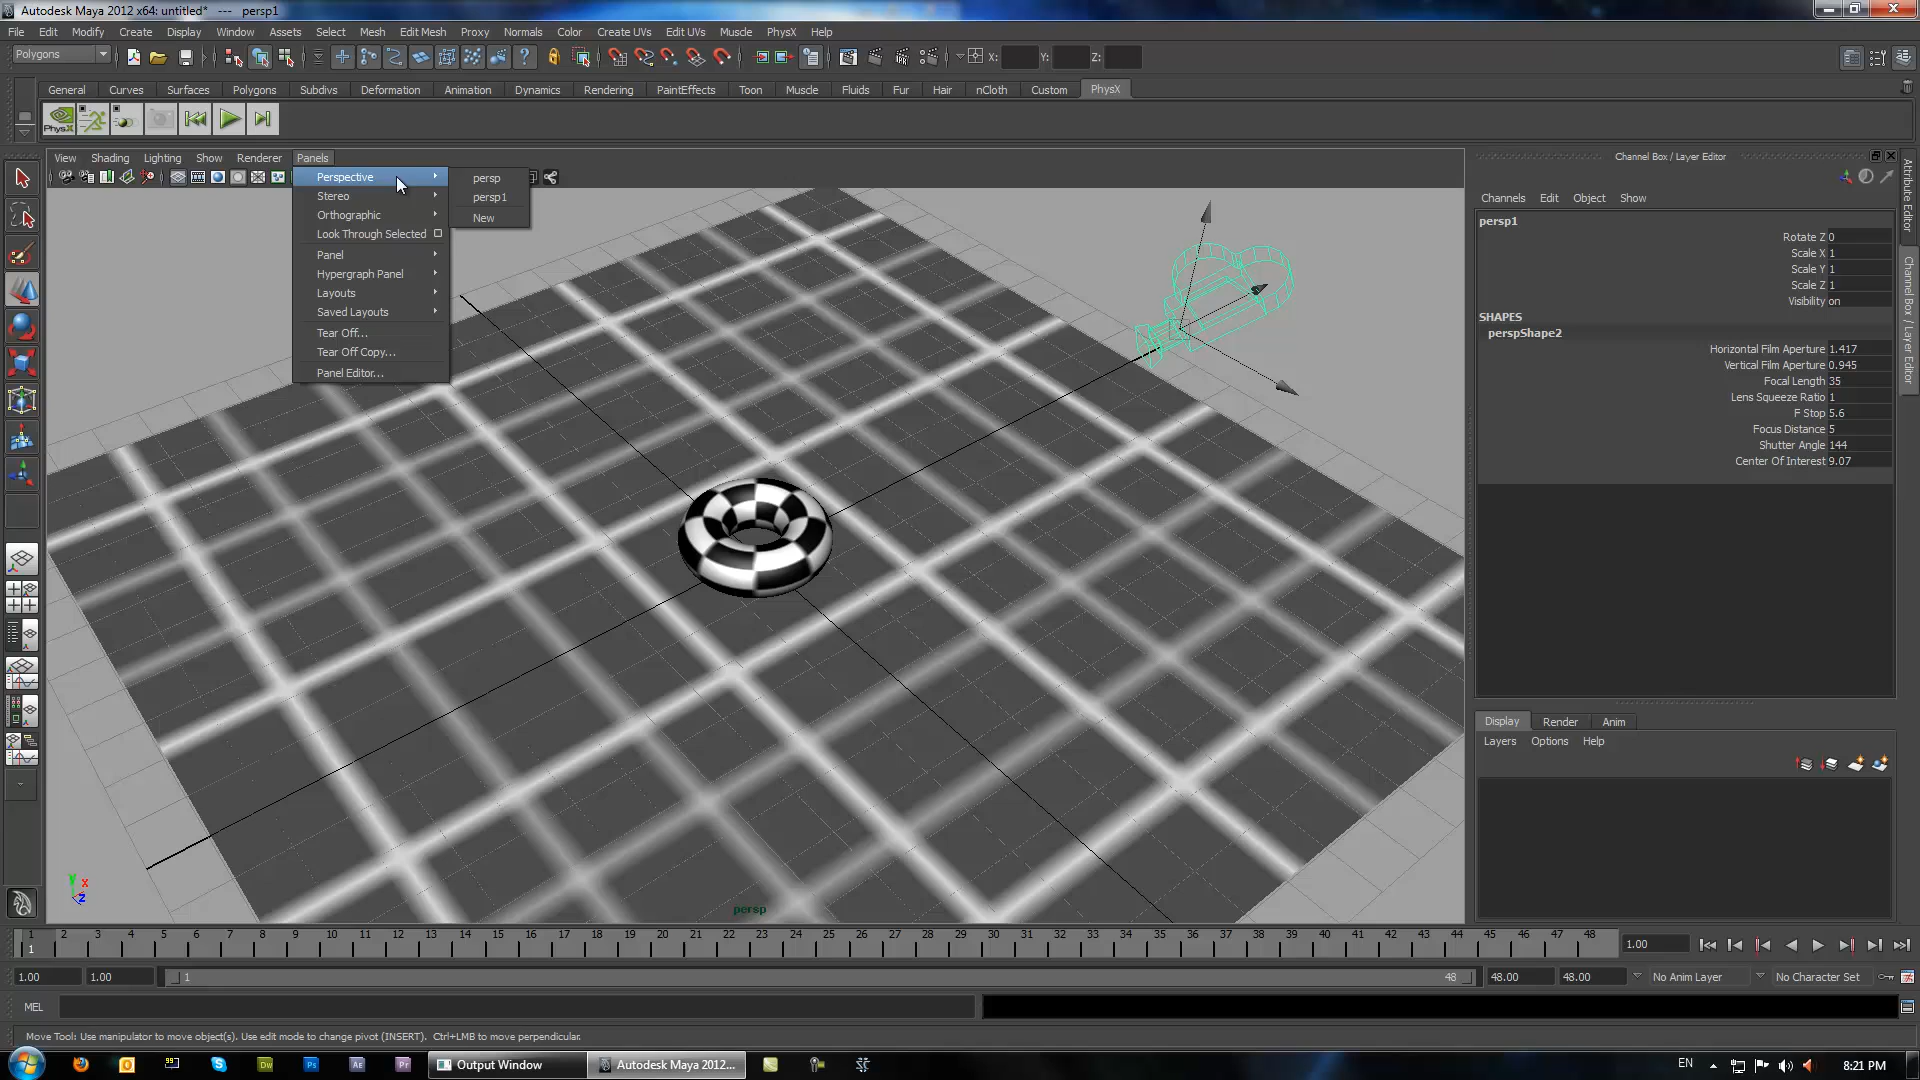 Autodesk Maya 2012 x64: untitled* --- persp1
File Edit Modify Create Display Window Assets Select Mesh Edit Mesh Proxy Normals Color Create UVs Edit UVs Muscle PhysX Help
Polygons X: Y: Z:
General Curves Surfaces Polygons Subdivs Deformation Animation Dynamics Rendering PaintEffects Toon Muscle Fluids Fur Hair nCloth Custom PhysX
PhysX
View Shading Lighting Show Renderer Panels
Perspective
Stereo
Orthographic
Look Through Selected
Panel
Hypergraph Panel
Layouts
Saved Layouts
Tear Off...
Tear Off Copy...
Panel Editor...
persp
persp1
New
persp
y x
z
Channel Box / Layer Editor
Channels Edit Object Show
persp1
Rotate Z 0
Scale X 1
Scale Y 1
Scale Z 1
Visibility on
SHAPES
perspShape2
Horizontal Film Aperture 1.417
Vertical Film Aperture 0.945
Focal Length 35
Lens Squeeze Ratio 1
F Stop 5.6
Focus Distance 5
Shutter Angle 144
Center Of Interest 9.07
Attribute Editor
Channel Box / Layer Editor
Display Render Anim
Layers Options Help
1 2 3 4 5 6 7 8 9 10 11 12 13 14 15 16 17 18 19 20 21 22 23 24 25 26 27 28 29 30 31 32 33 34 35 36 37 38 39 40 41 42 43 44 45 46 47 48
1 1.00
1.00 1.00 1 48 48.00 48.00 No Anim Layer No Character Set
MEL
Move Tool: Use manipulator to move object(s). Use edit mode to change pivot (INSERT). Ctrl+LMB to move perpendicular.
Dw Ps Ae Pr Output Window Autodesk Maya 2012... EN 8:21 PM